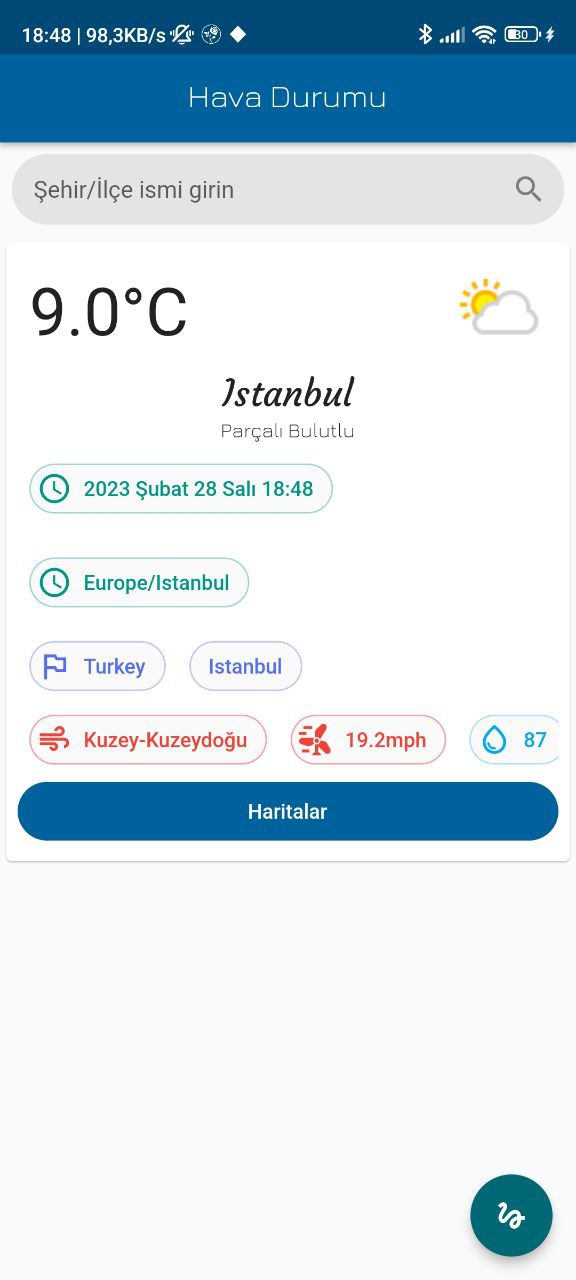 18:48 | 98,3KB/s 80
Hava Durumu
Şehir/İlçe ismi girin
9.0°C
Istanbul
Parçalı Bulutlu
2023 Şubat 28 Salı 18:48
Europe/Istanbul
Turkey Istanbul
Kuzey-Kuzeydoğu 19.2mph 87
Haritalar